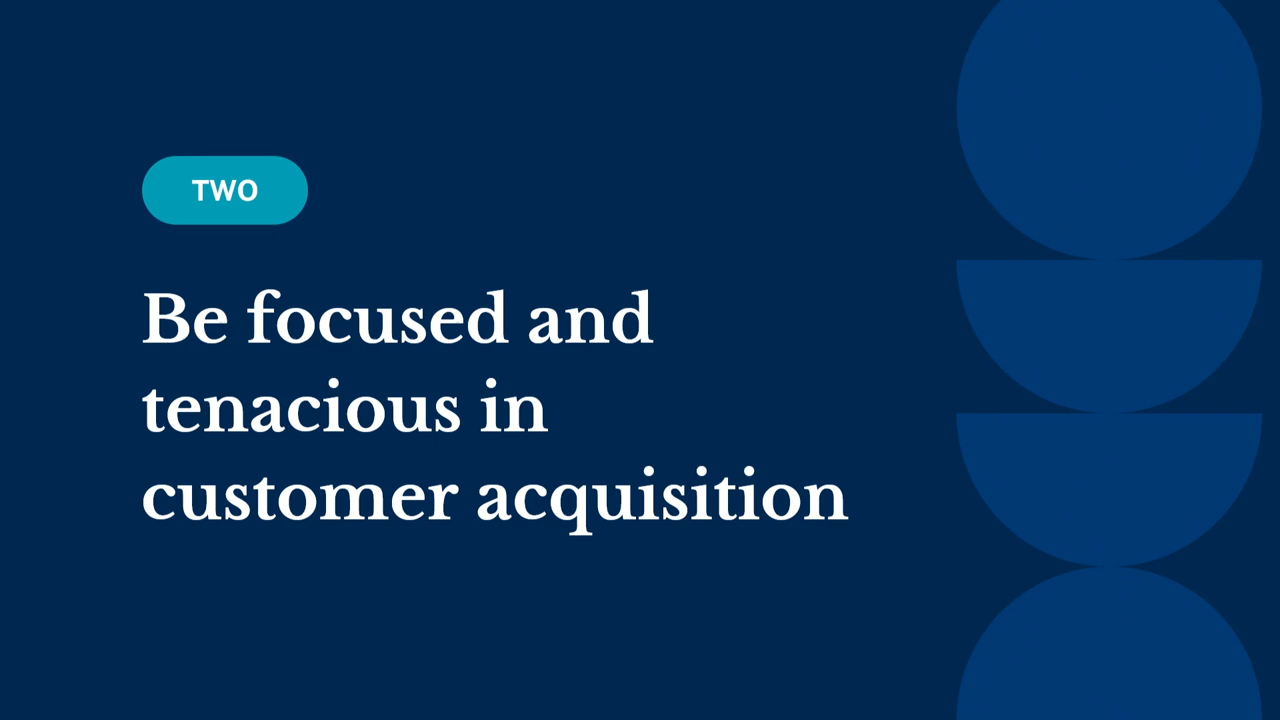 TWO
Be focused and
tenacious in
customer acquisition